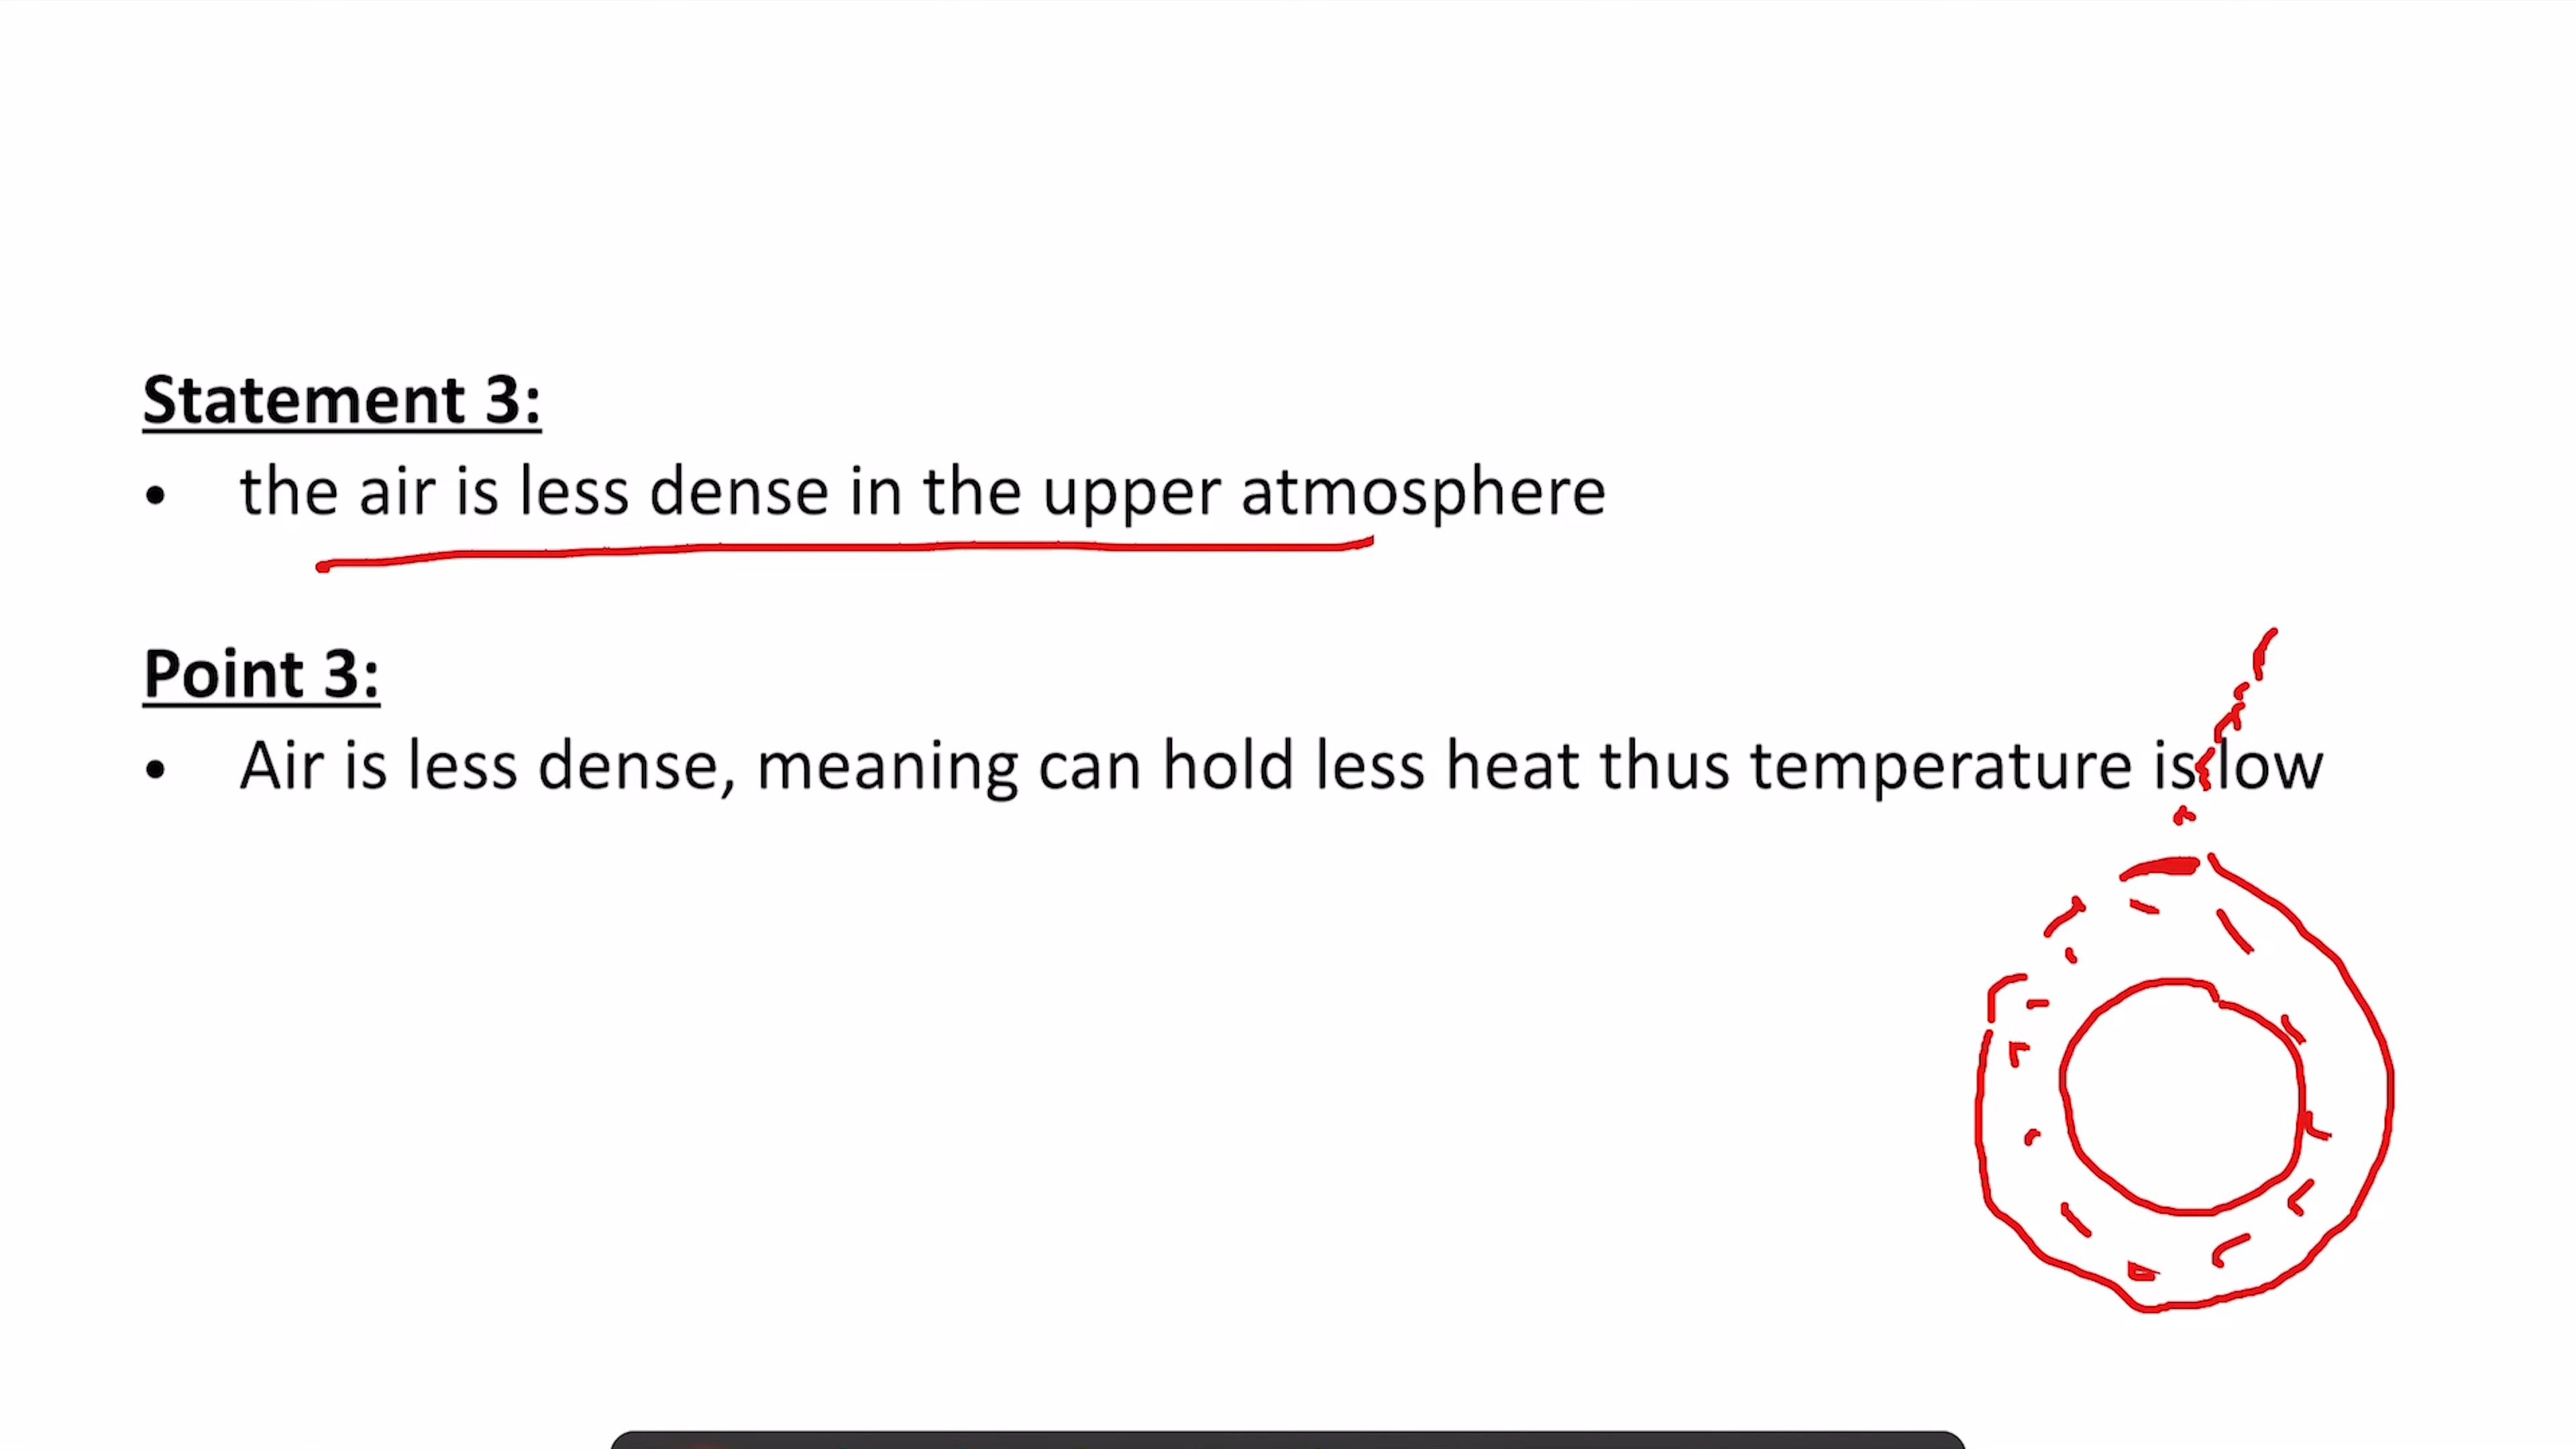 Statement 3:
• the air is less dense in the upper atmosphere
Point 3:
• Air is less dense, meaning can hold less heat thus temperature is low